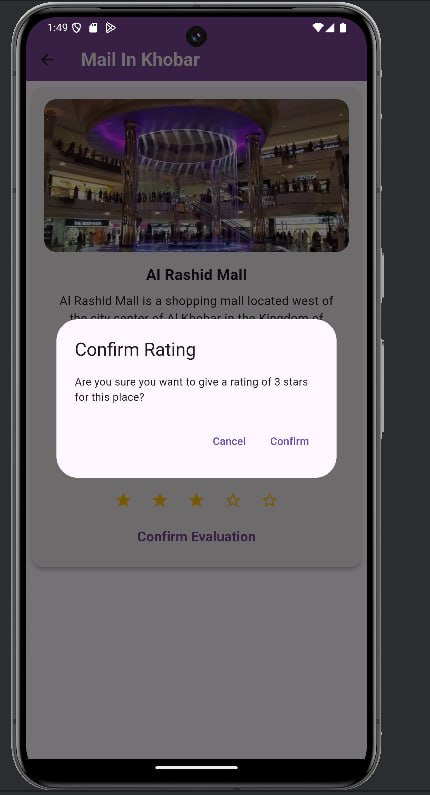 1:49
Mail In Khobar
Al Rashid Mall
Al Rashid Mall is a shopping mall located west of
the city center of Al Khobar in the Kingdom of
Confirm Rating
Are you sure you want to give a rating of 3 stars
for this place?
Cancel
Confirm
Confirm Evaluation